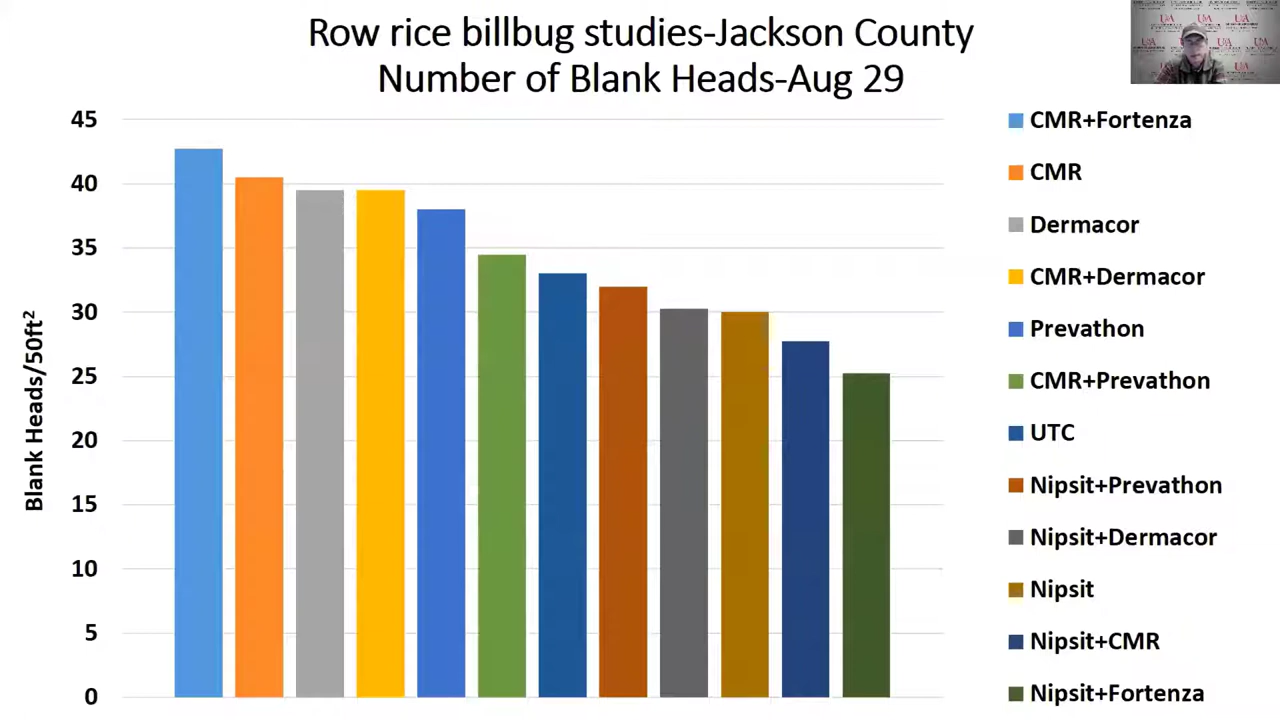 Row rice billbug studies-Jackson County
Number of Blank Heads-Aug 29
Blank Heads/50ft²
45
40
35
30
25
20
15
10
5
0
CMR+Fortenza
CMR
Dermacor
CMR+Dermacor
Prevathon
CMR+Prevathon
UTC
Nipsit+Prevathon
Nipsit+Dermacor
Nipsit
Nipsit+CMR
Nipsit+Fortenza